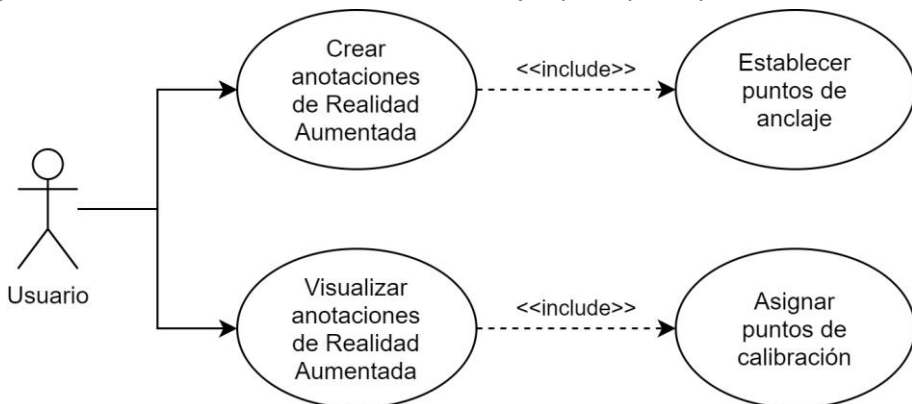 Crear
anotaciones
de Realidad
Aumentada
<<include>>
Establecer
puntos de
anclaje
Usuario
Visualizar
anotaciones
de Realidad
Aumentada
<<include>>
Asignar
puntos de
calibración